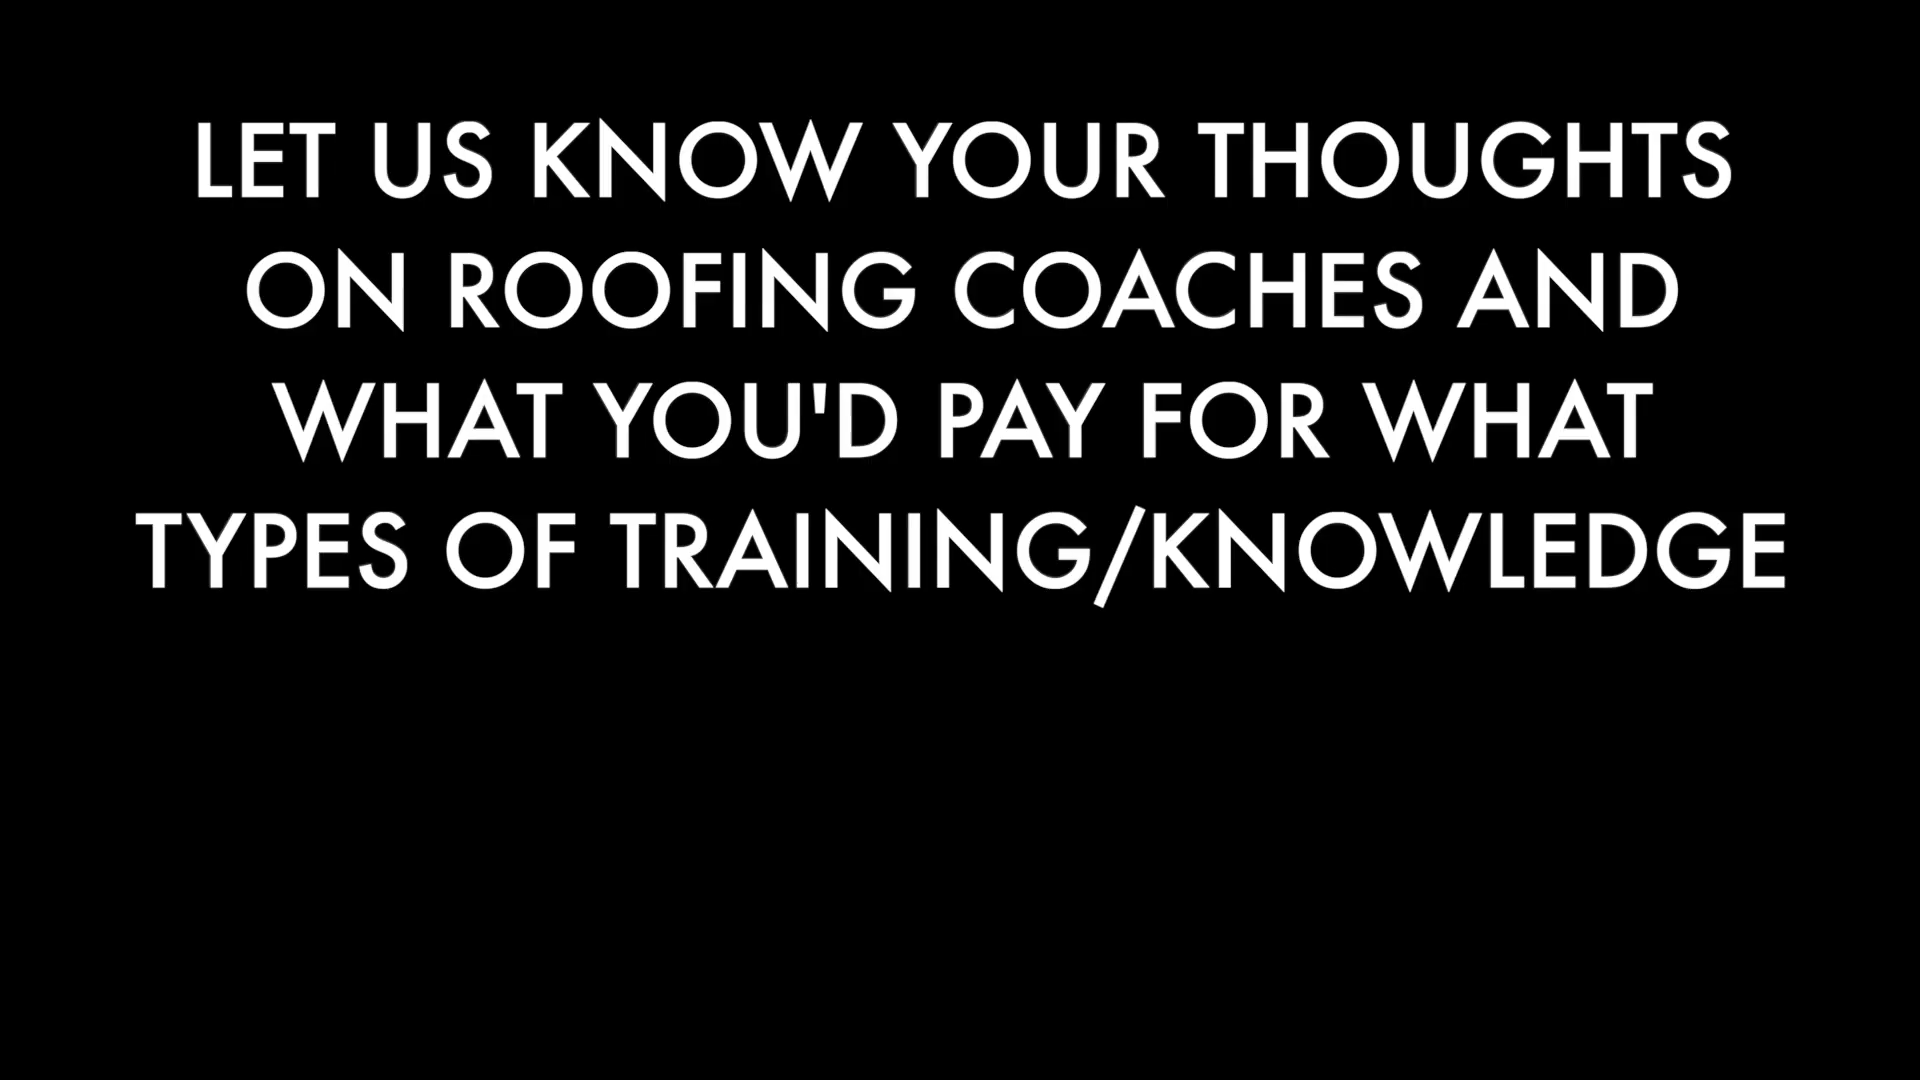 LET US KNOW YOUR THOUGHTS
ON ROOFING COACHES AND
WHAT YOU'D PAY FOR WHAT
TYPES OF TRAINING/KNOWLEDGE